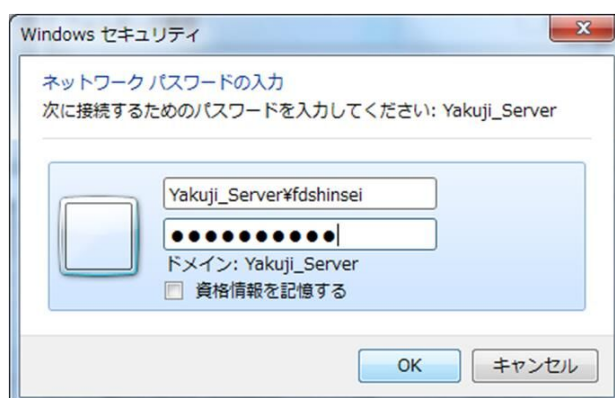 Windows セキュリティ
x
ネットワーク パスワードの入力
次に接続するためのパスワードを入力してください: Yakuji_Server
Yakuji_Server¥fdshinsei
●●●●●●●●●●
ドメイン: Yakuji_Server
資格情報を記憶する
OK
キャンセル